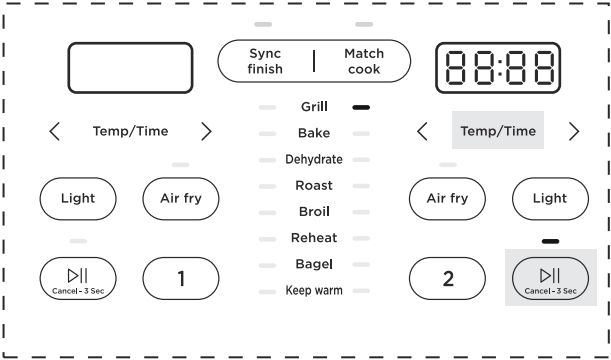 Sync finish
Match cook
88:88
Grill
Temp/Time
Bake
Temp/Time
Dehydrate
Light
Air fry
Roast
Air fry
Light
Broil
Reheat
Bagel
Cancel - 3 Sec
1
2
Cancel - 3 Sec
Keep warm